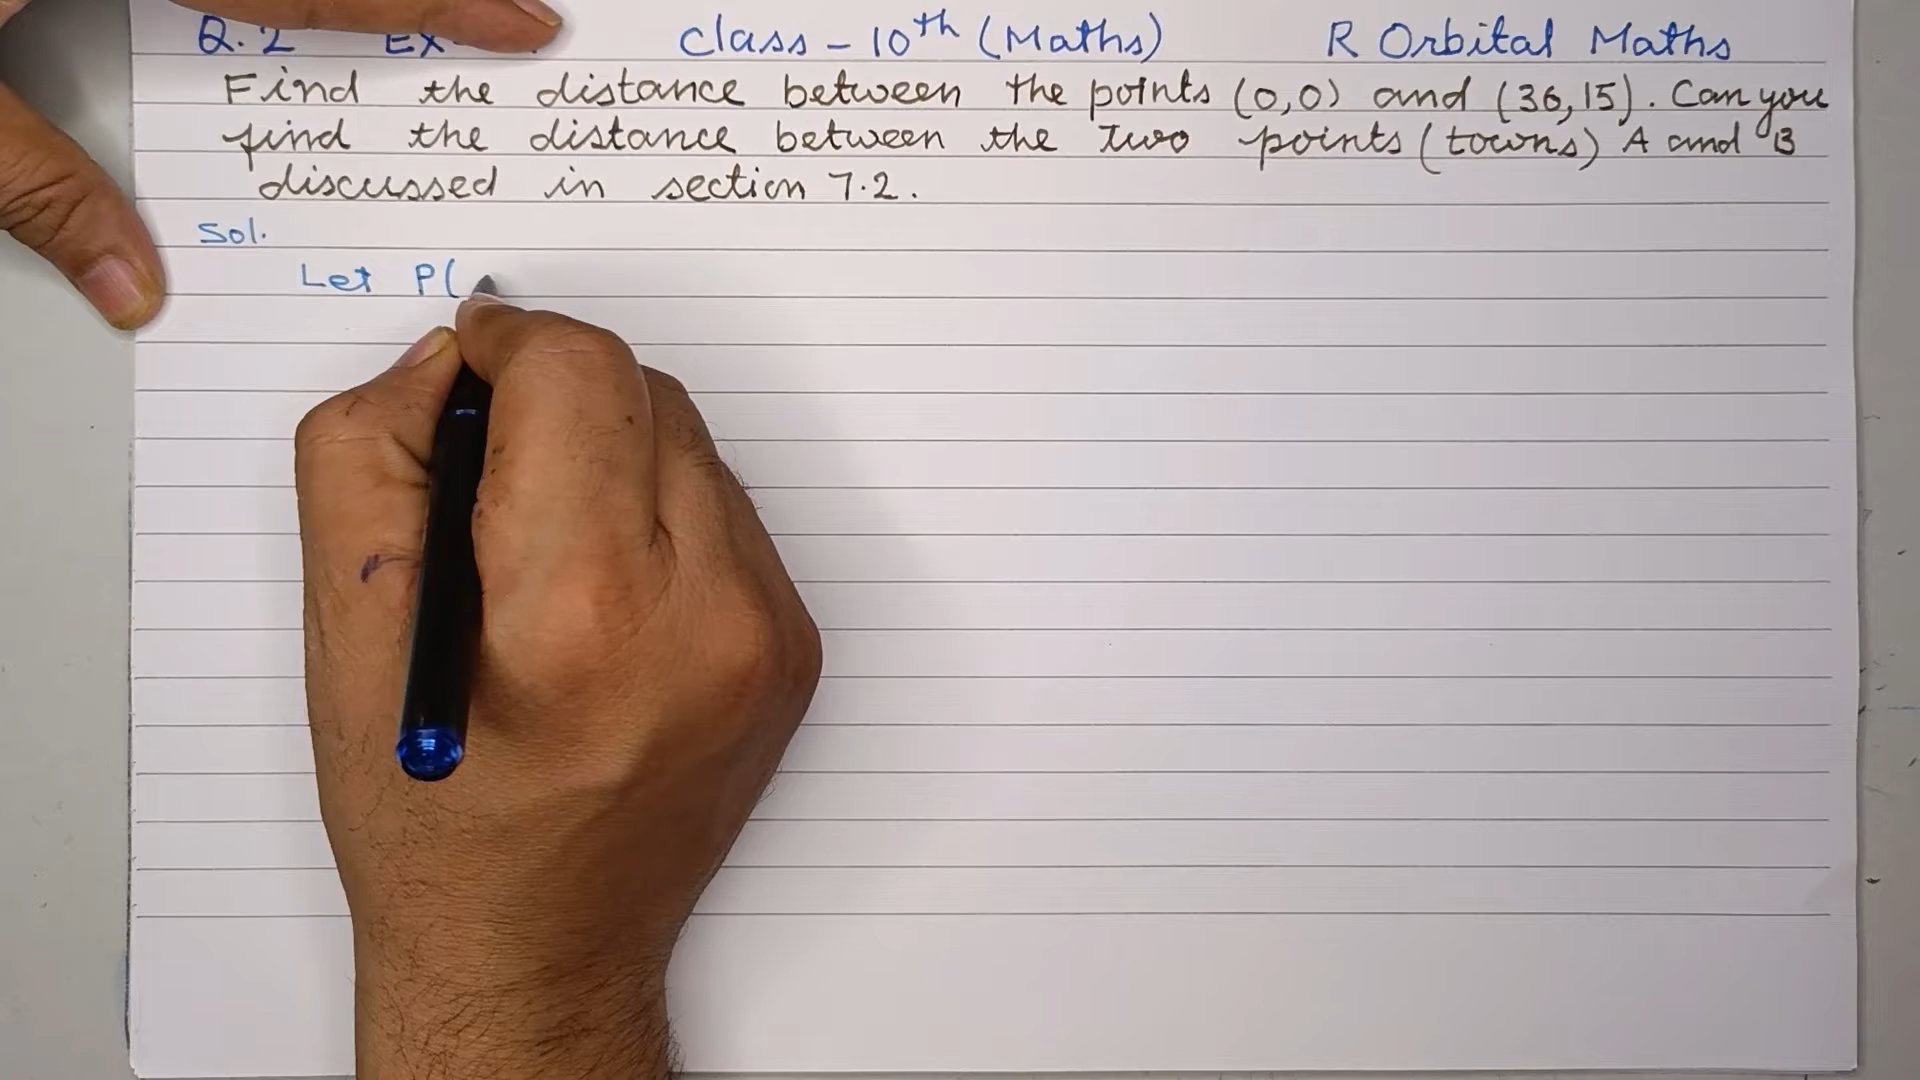 Q. 2 Ex class - 10th (Maths) R Orbital Maths
Find the distance between the points (0,0) and (36,15). Can you
find the distance between the two points (towns) A and B
discussed in section 7.2.
Sol.
Let P(